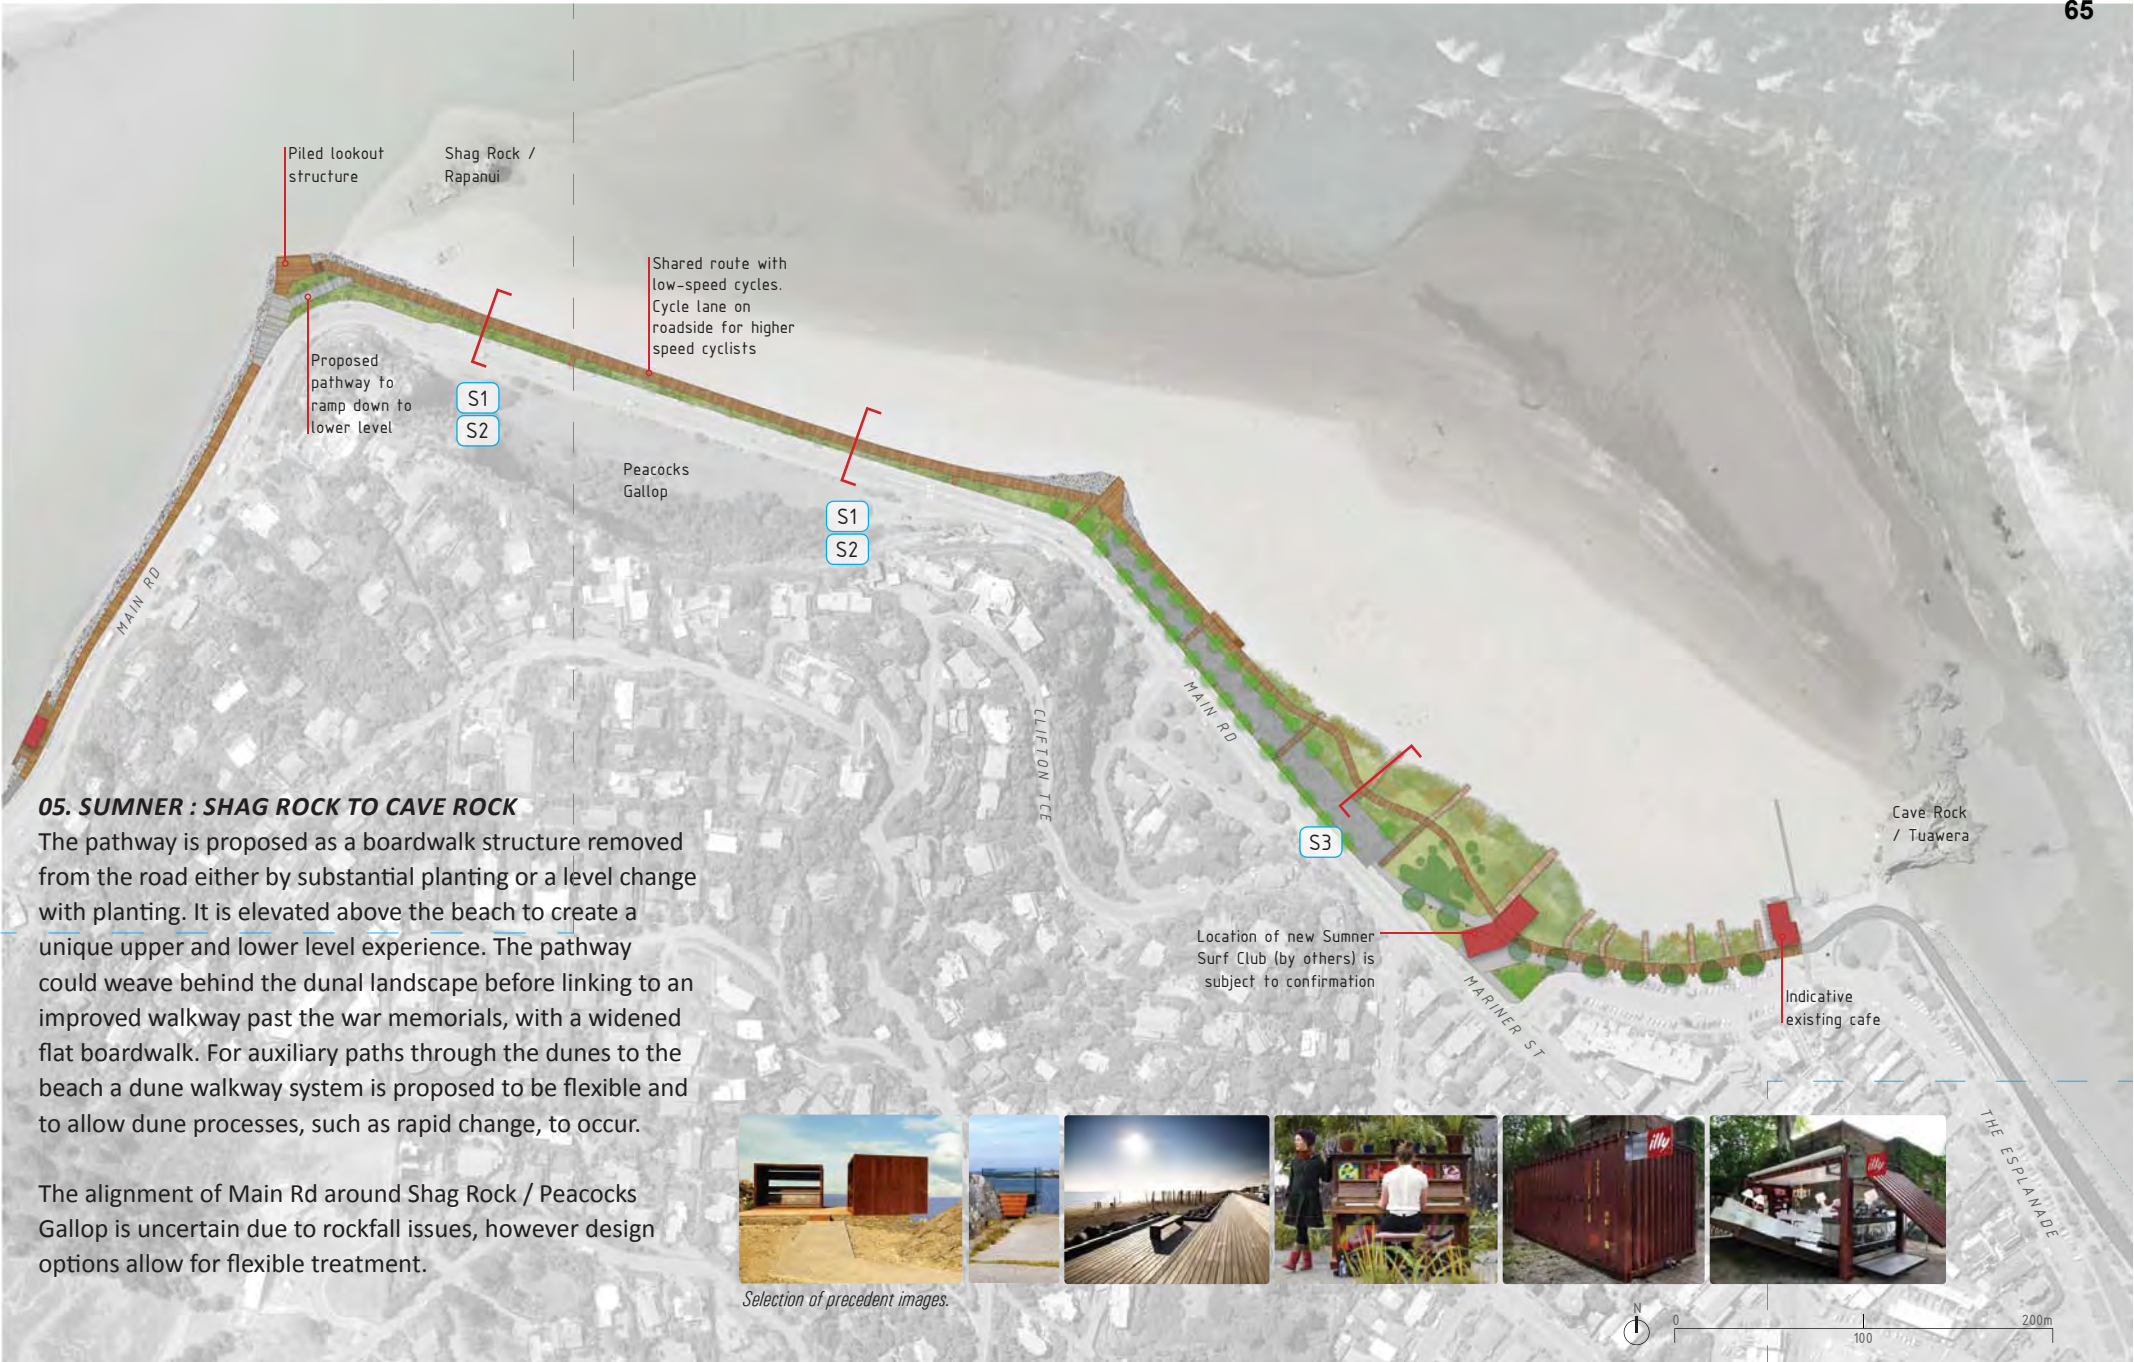 65
Piled lookout
structure
Shag Rock /
Rapanui
Shared route with
low-speed cycles.
Cycle lane on
roadside for higher
speed cyclists
Proposed
pathway to
ramp down to
lower level
S1
S2
Peacocks
Gallop
S1
S2
MAIN RD
MAIN RD
CLIFTON TCE
S3
Cave Rock
/ Tuawera
Location of new Sumner
Surf Club (by others) is
subject to confirmation
MARINER ST
Indicative
existing cafe
THE ESPLANADE
05. SUMNER : SHAG ROCK TO CAVE ROCK
The pathway is proposed as a boardwalk structure removed
from the road either by substantial planting or a level change
with planting. It is elevated above the beach to create a
unique upper and lower level experience. The pathway
could weave behind the dunal landscape before linking to an
improved walkway past the war memorials, with a widened
flat boardwalk. For auxiliary paths through the dunes to the
beach a dune walkway system is proposed to be flexible and
to allow dune processes, such as rapid change, to occur.
The alignment of Main Rd around Shag Rock / Peacocks
Gallop is uncertain due to rockfall issues, however design
options allow for flexible treatment.
illy
illy
Selection of precedent images.
N
0
100
200m